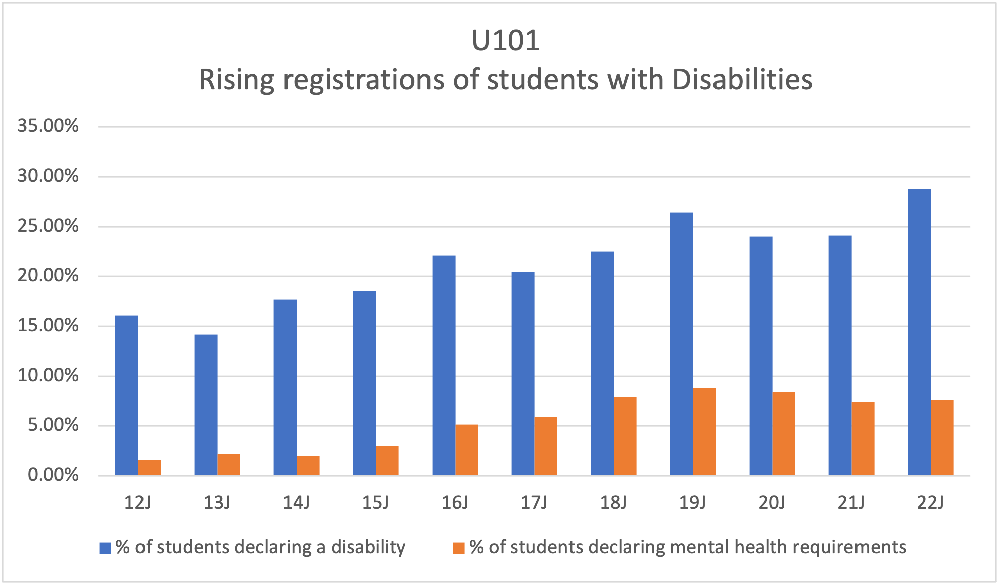 U101
Rising registrations of students with Disabilities
35.00%
30.00%
25.00%
20.00%
15.00%
10.00%
5.00%
0.00%
12J 13J 14J 15J 16J 17J 18J 19J 20J 21J 22J
% of students declaring a disability % of students declaring mental health requirements